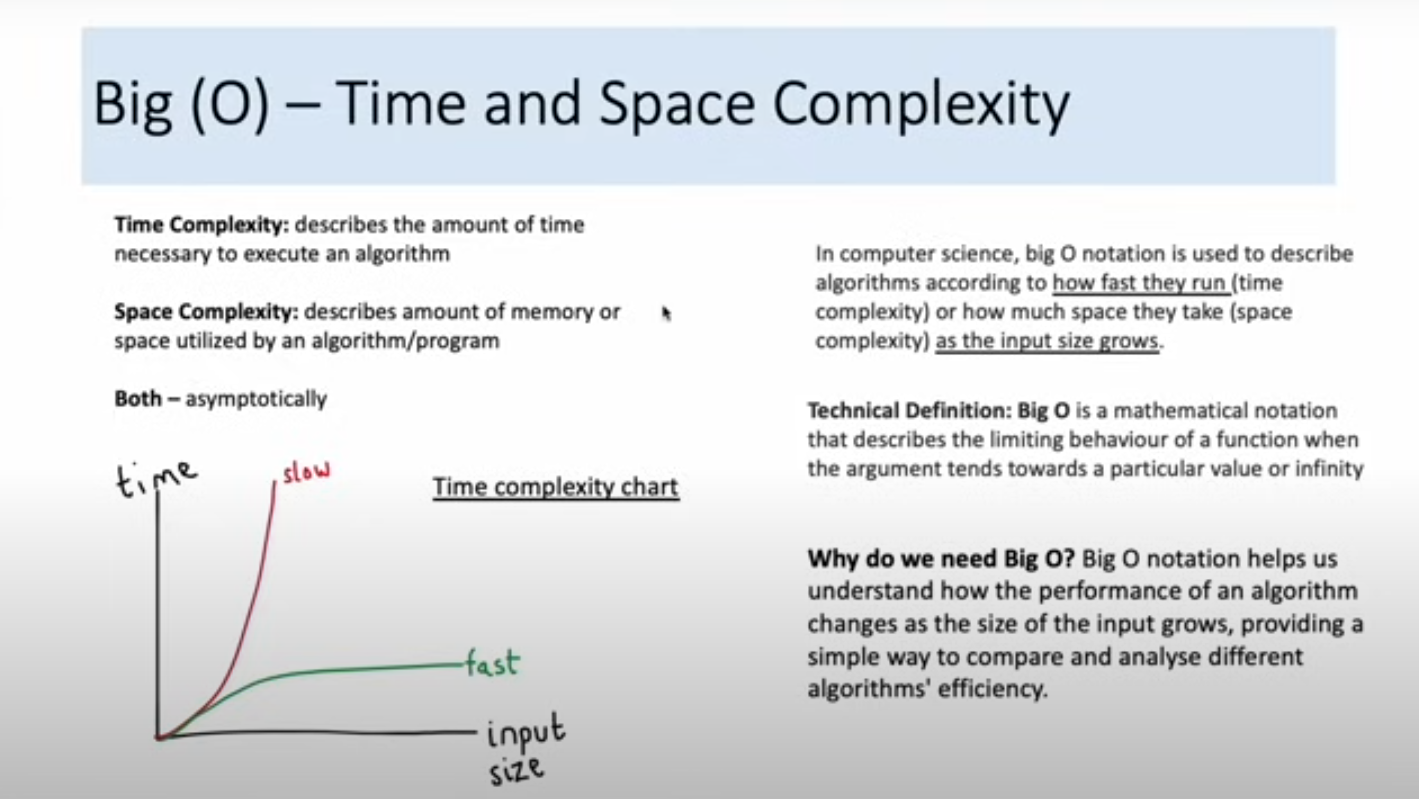 Big (O) – Time and Space Complexity
Time Complexity: describes the amount of time
necessary to execute an algorithm
Space Complexity: describes amount of memory or
space utilized by an algorithm/program
Both – asymptotically
time
slow
Time complexity chart
fast
input
size
In computer science, big O notation is used to describe
algorithms according to how fast they run (time
complexity) or how much space they take (space
complexity) as the input size grows.
Technical Definition: Big O is a mathematical notation
that describes the limiting behaviour of a function when
the argument tends towards a particular value or infinity
Why do we need Big O? Big O notation helps us
understand how the performance of an algorithm
changes as the size of the input grows, providing a
simple way to compare and analyse different
algorithms' efficiency.